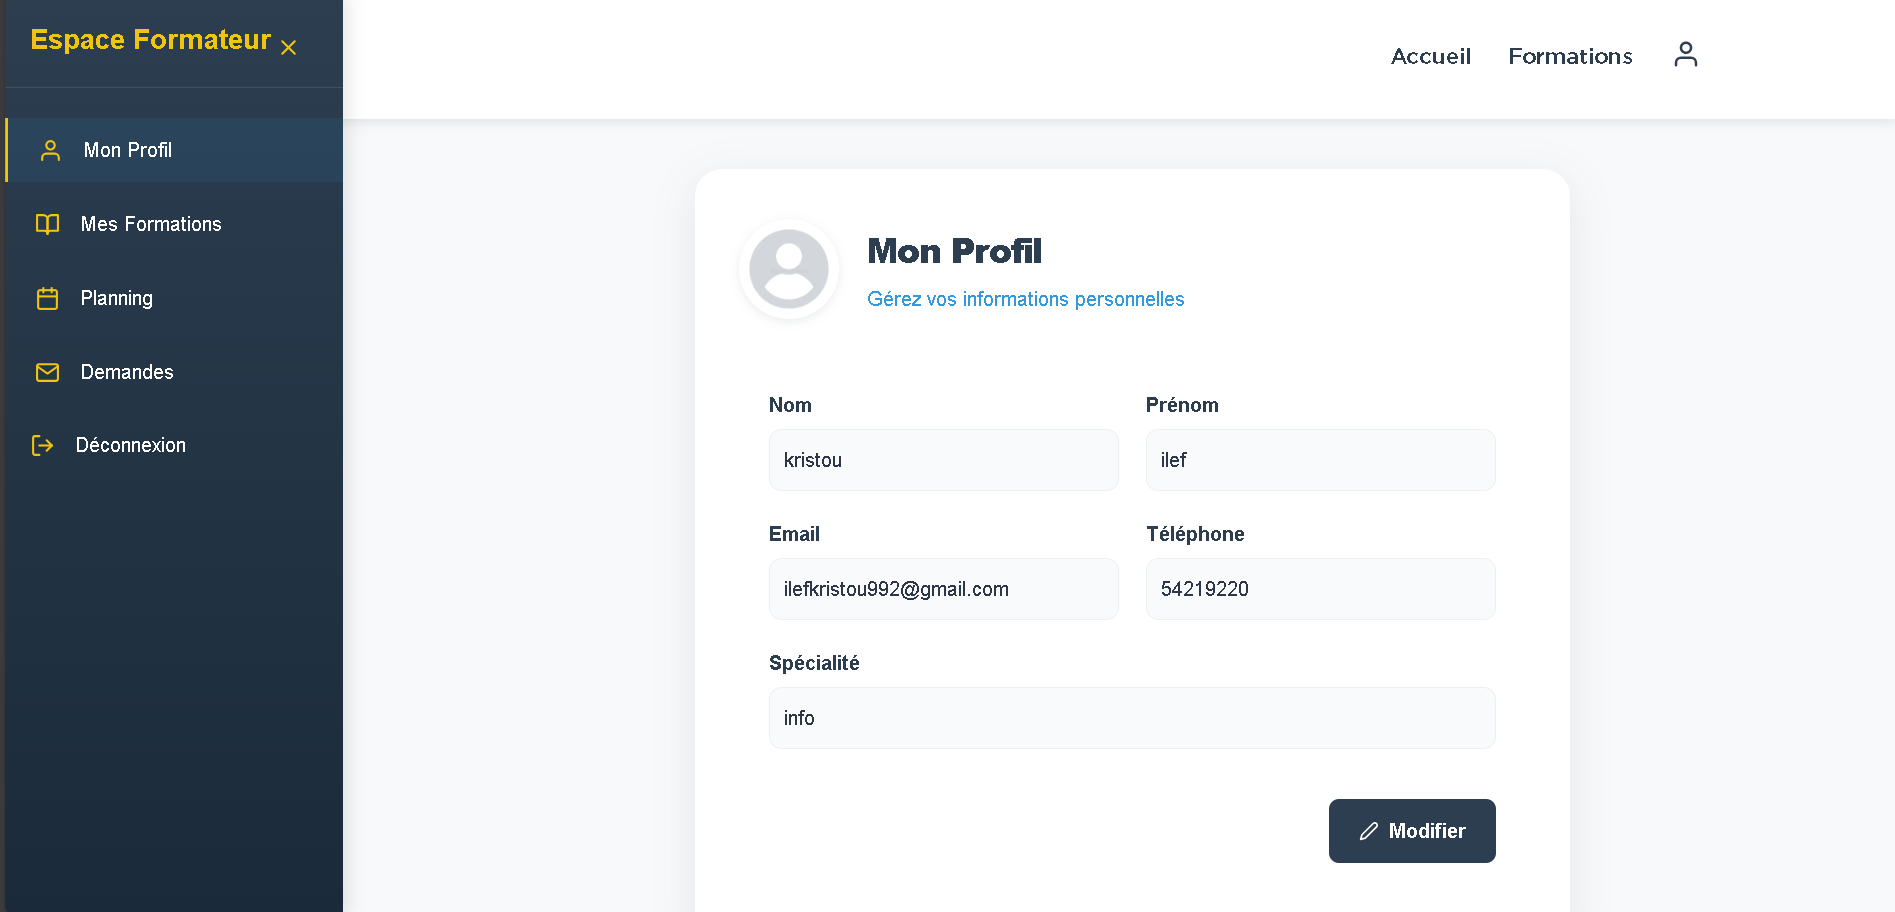 Espace Formateur
Accueil Formations
Mon Profil
Mes Formations
Planning
Demandes
Déconnexion
Mon Profil
Gérez vos informations personnelles
Nom Prénom
kristou ilef
Email Téléphone
ilefkristou992@gmail.com 54219220
Spécialité
info
Modifier